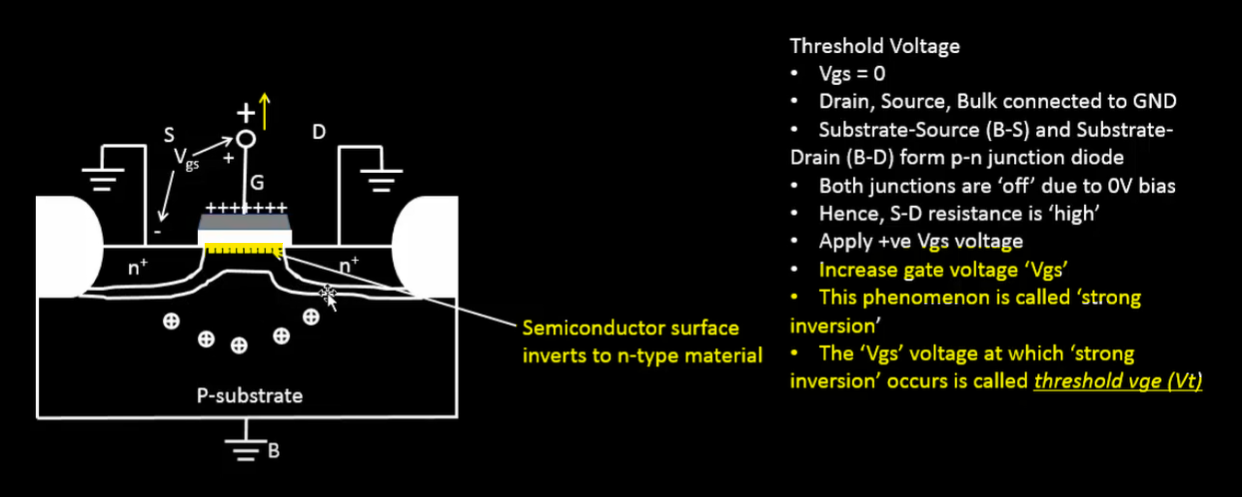 Threshold Voltage
• Vgs = 0
• Drain, Source, Bulk connected to GND
• Substrate-Source (B-S) and Substrate-
Drain (B-D) form p-n junction diode
• Both junctions are ‘off’ due to 0V bias
• Hence, S-D resistance is ‘high’
• Apply +ve Vgs voltage
• Increase gate voltage ‘Vgs’
• This phenomenon is called ‘strong
inversion’
• The ‘Vgs’ voltage at which ‘strong
inversion’ occurs is called threshold vge (Vt)
+
S
D
Vgs
+
G
+++++++
-
n+
n+
Semiconductor surface
inverts to n-type material
P-substrate
B